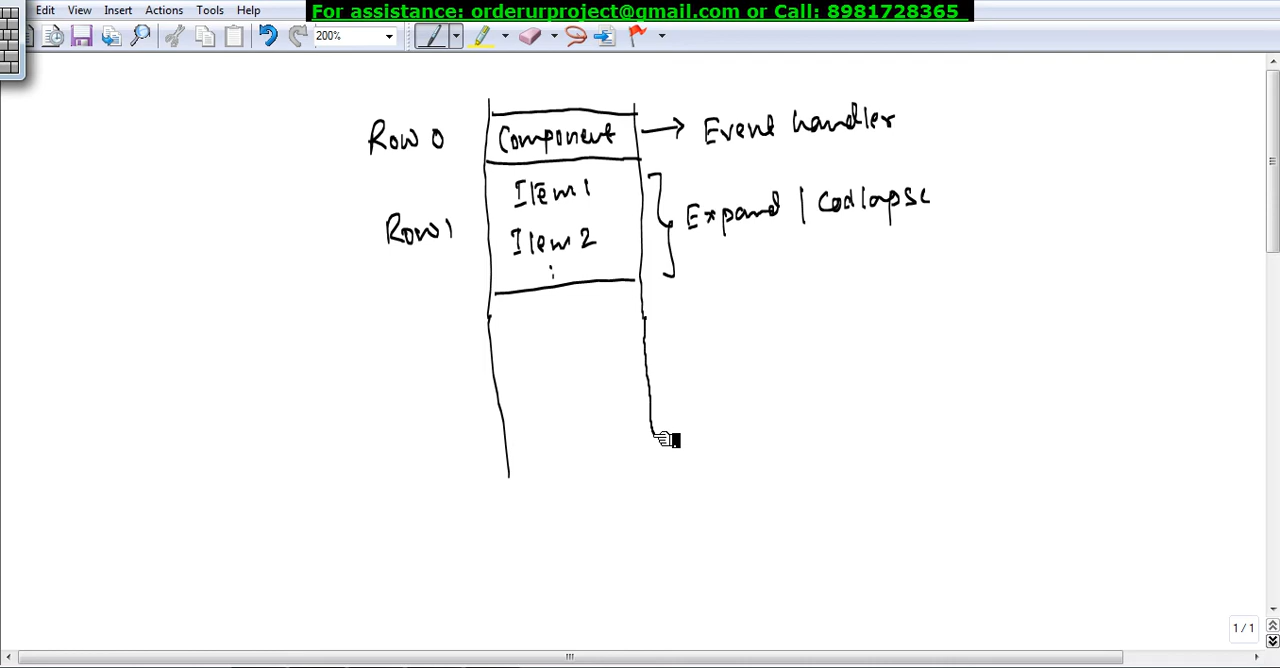 For assistance: orderurproject@gmail.com or Call: 8981728365
Edit View Insert Actions Tools Help
200%
Row 0 Component → Event handler
Item 1
Expand | Collapse
Row 1 Item 2
⋮
1 / 1